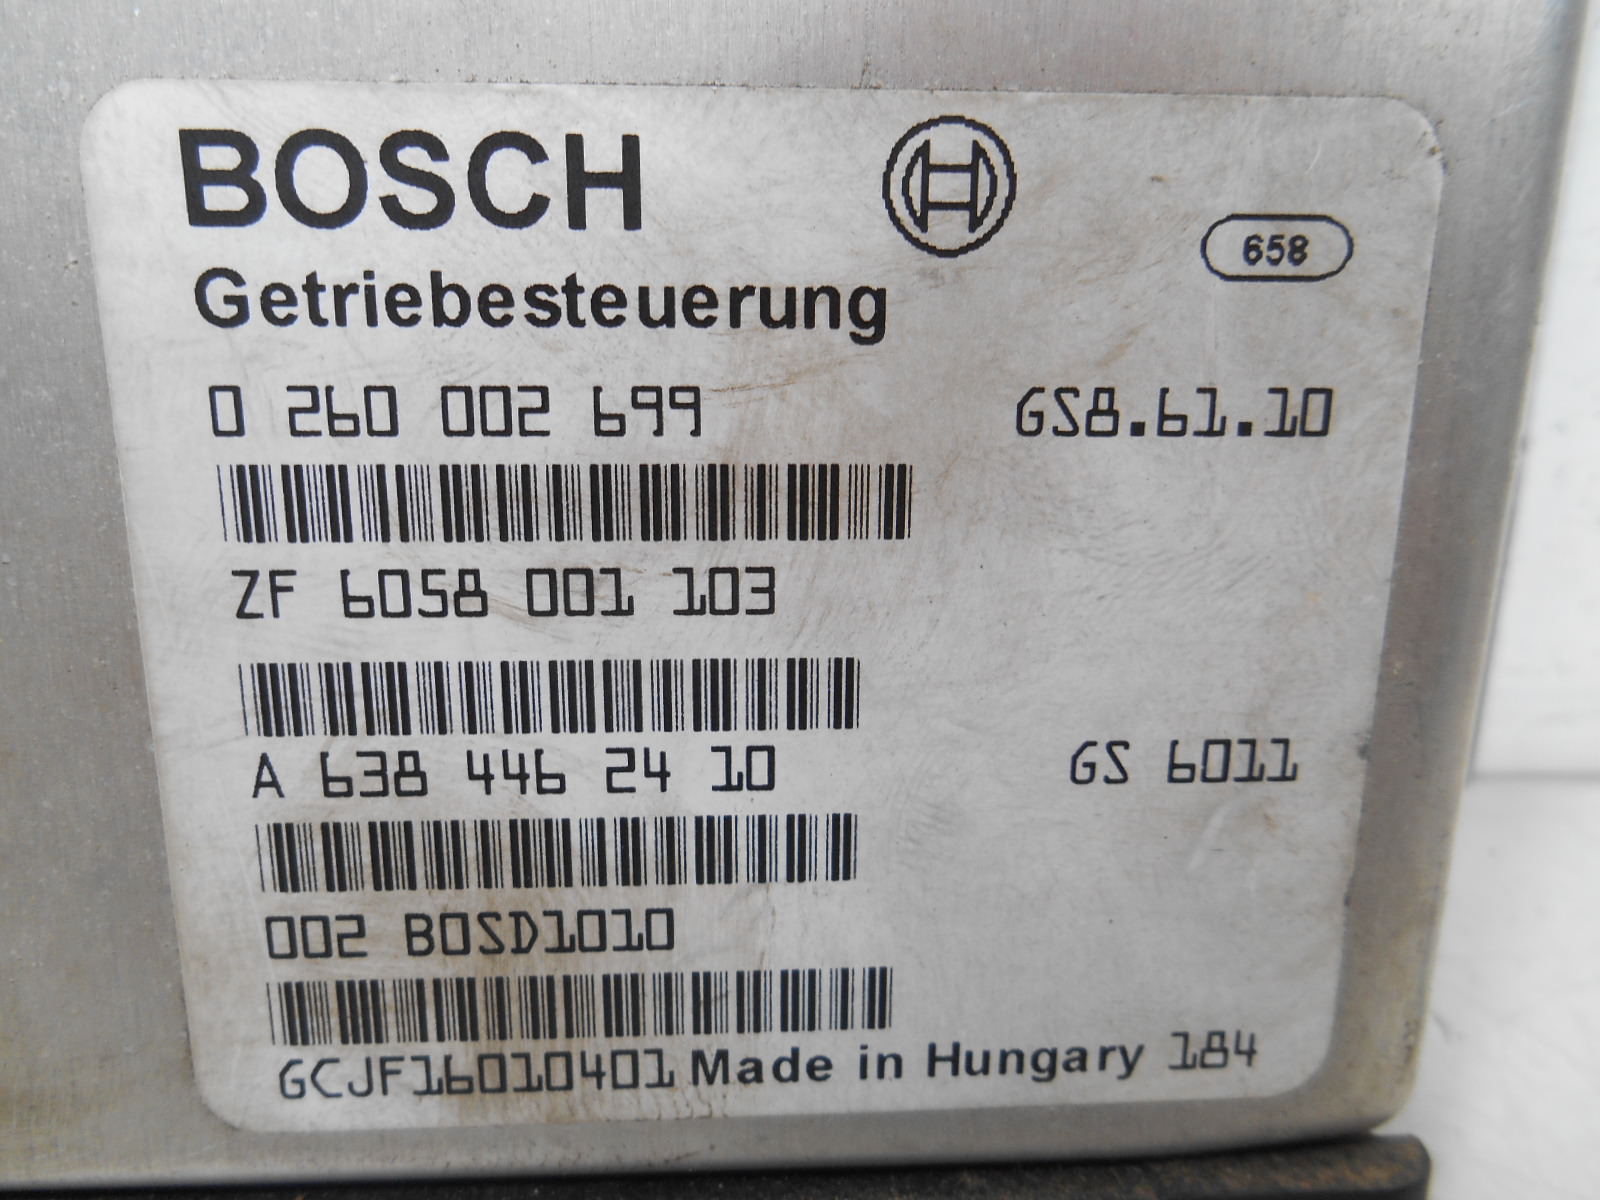 BOSCH
658
Getriebesteuerung
0 260 002 699 GS8.61.10
ZF 6058 001 103
A 638 446 24 10 GS 6011
002 BOSD1010
GCJF16010401 Made in Hungary 184